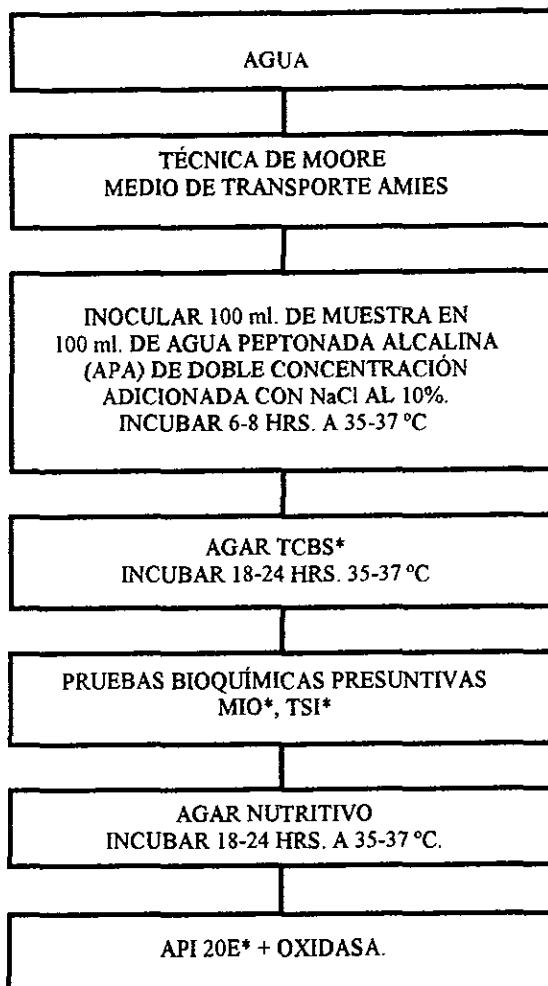 AGUA
TÉCNICA DE MOORE
MEDIO DE TRANSPORTE AMIES
INOCULAR 100 ml. DE MUESTRA EN
100 ml. DE AGUA PEPTONADA ALCALINA
(APA) DE DOBLE CONCENTRACIÓN
ADICIONADA CON NaCl AL 10%.
INCUBAR 6-8 HRS. A 35-37 ºC
AGAR TCBS*
INCUBAR 18-24 HRS. 35-37 ºC
PRUEBAS BIOQUÍMICAS PRESUNTIVAS
MIO*, TSI*
AGAR NUTRITIVO
INCUBAR 18-24 HRS. A 35-37 ºC.
API 20E* + OXIDASA.